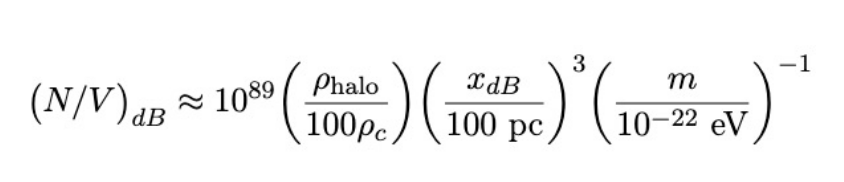 (N/V)_{dB} ≈ 10^{89} (ρ_{halo}/100ρ_c) (x_{dB}/100 pc)^3 (m/10^{−22} eV)^{−1}